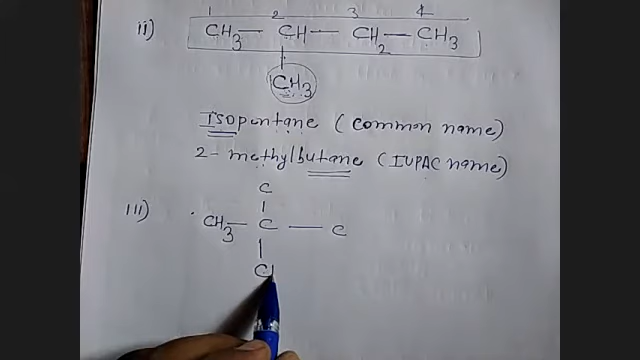 1 2 3 4
ii) CH3 — CH — CH2 — CH3
CH3
Isopentane (common name)
2-methylbutane (IUPAC name)
C
iii) CH3 — C — C
C